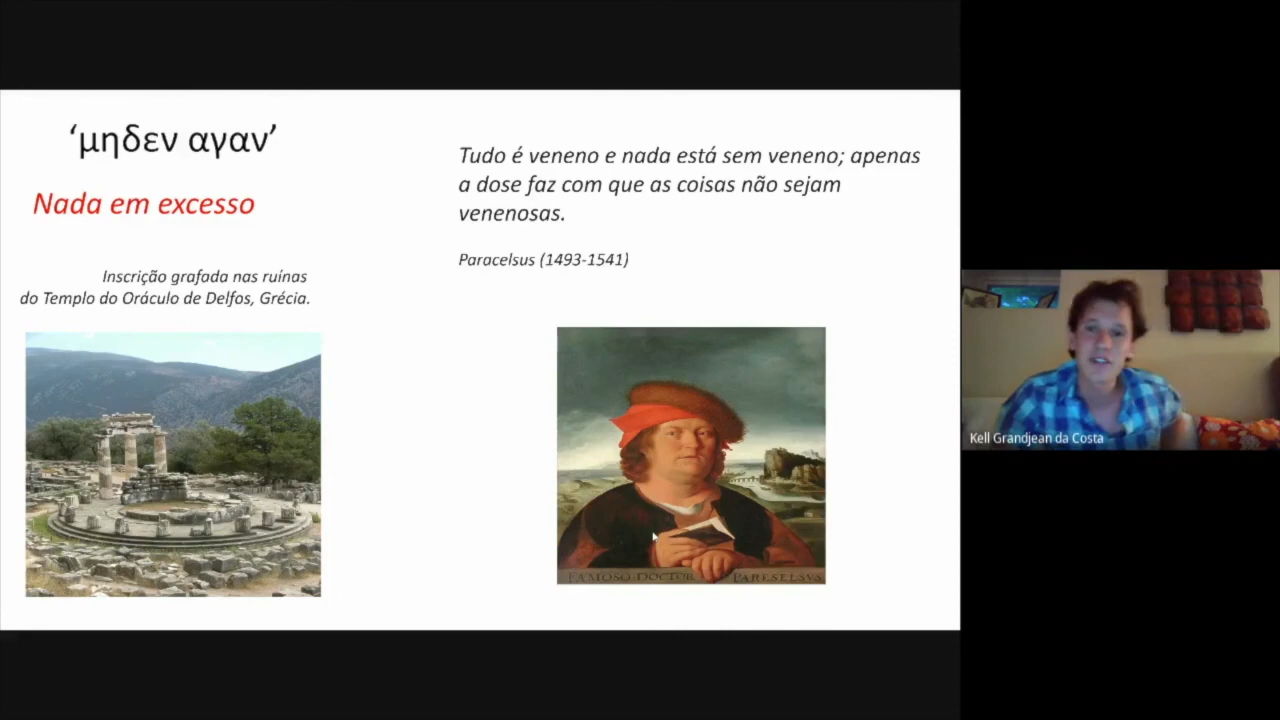 ‘μηδεν αγαν’
Nada em excesso
Inscrição grafada nas ruínas
do Templo do Oráculo de Delfos, Grécia.
Tudo é veneno e nada está sem veneno; apenas
a dose faz com que as coisas não sejam
venenosas.
Paracelsus (1493-1541)
FAMOSO DOCTOR PARESELSVS
Kell Grandjean da Costa